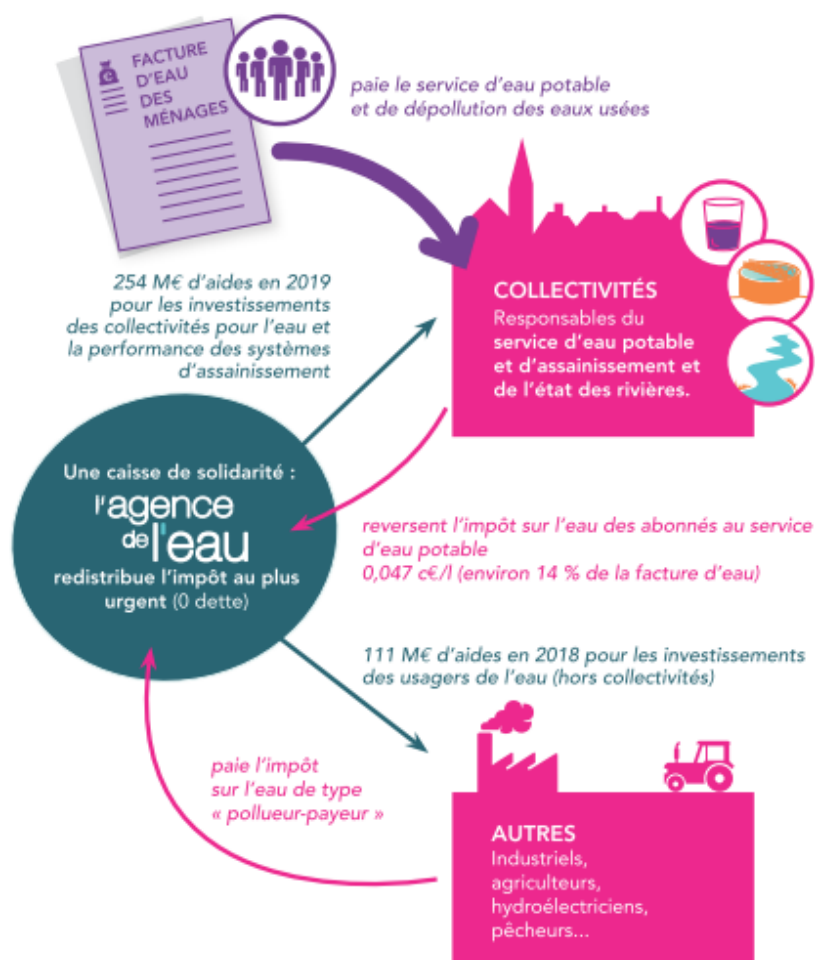 FACTURE
D'EAU
DES
MÉNAGES
€
paie le service d'eau potable
et de dépollution des eaux usées
254 M€ d'aides en 2019
pour les investissements
des collectivités pour l'eau et
la performance des systèmes
d'assainissement
COLLECTIVITÉS
Responsables du
service d'eau potable
et d'assainissement et
de l'état des rivières.
Une caisse de solidarité :
l'agence
de l'eau
redistribue l'impôt au plus
urgent (0 dette)
reversent l'impôt sur l'eau des abonnés au service
d'eau potable
0,047 c€/l (environ 14 % de la facture d'eau)
111 M€ d'aides en 2018 pour les investissements
des usagers de l'eau (hors collectivités)
paie l'impôt
sur l'eau de type
« pollueur-payeur »
AUTRES
Industriels,
agriculteurs,
hydroélectriciens,
pêcheurs...